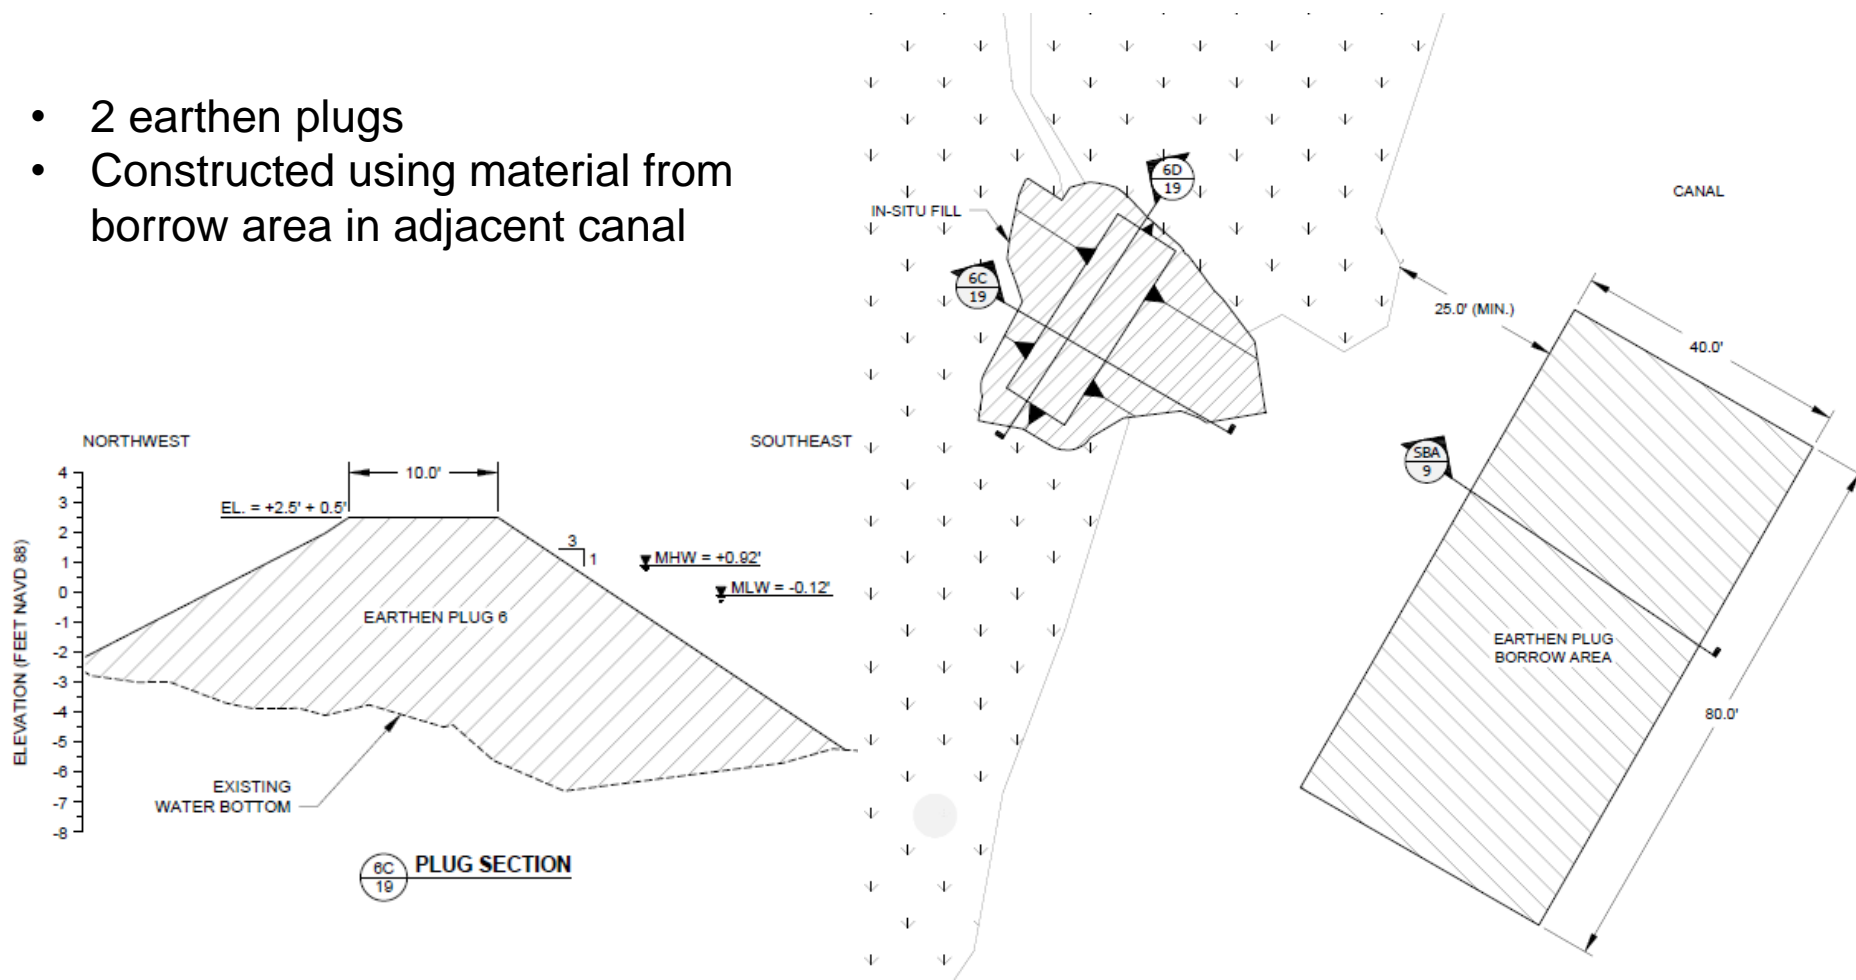 • 2 earthen plugs
• Constructed using material from
borrow area in adjacent canal
6D
19
IN-SITU FILL
6C
19
CANAL
25.0' (MIN.)
40.0'
SBA
9
EARTHEN PLUG
BORROW AREA
80.0'
NORTHWEST
SOUTHEAST
10.0'
EL. = +2.5' + 0.5'
3
1
MHW = +0.92'
MLW = -0.12'
EARTHEN PLUG 6
ELEVATION (FEET NAVD 88)
4
3
2
1
0
-1
-2
-3
-4
-5
-6
-7
-8
EXISTING
WATER BOTTOM
6C
19
PLUG SECTION